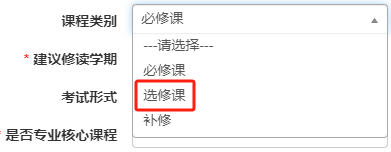 课程类别 必修课
---请选择---
* 建议修读学期
必修课
考试形式 选修课
补修
* 是否专业核心课程